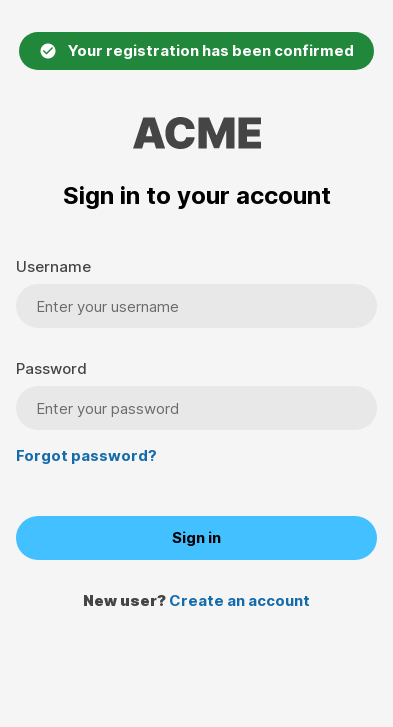 Your registration has been confirmed
ACME
Sign in to your account
Username
Enter your username
Password
Enter your password
Forgot password?
Sign in
New user? Create an account